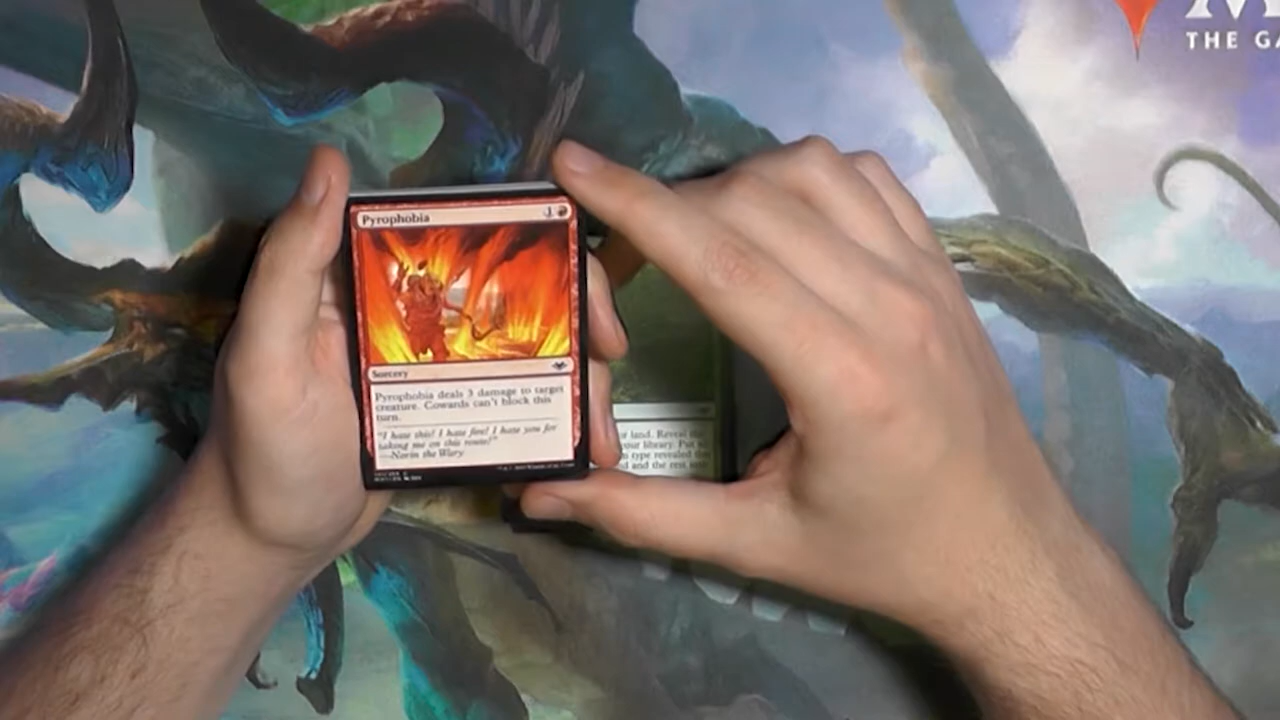 THE GA
Pyrophobia
1
Sorcery
Pyrophobia deals 3 damage to target
creature. Cowards can't block this
turn.
"I hate this! I hate fire! I hate you for
taking me on this route!"
—Norin the Wary
or land. Reveal
your library. Put
type revealed this
and the rest